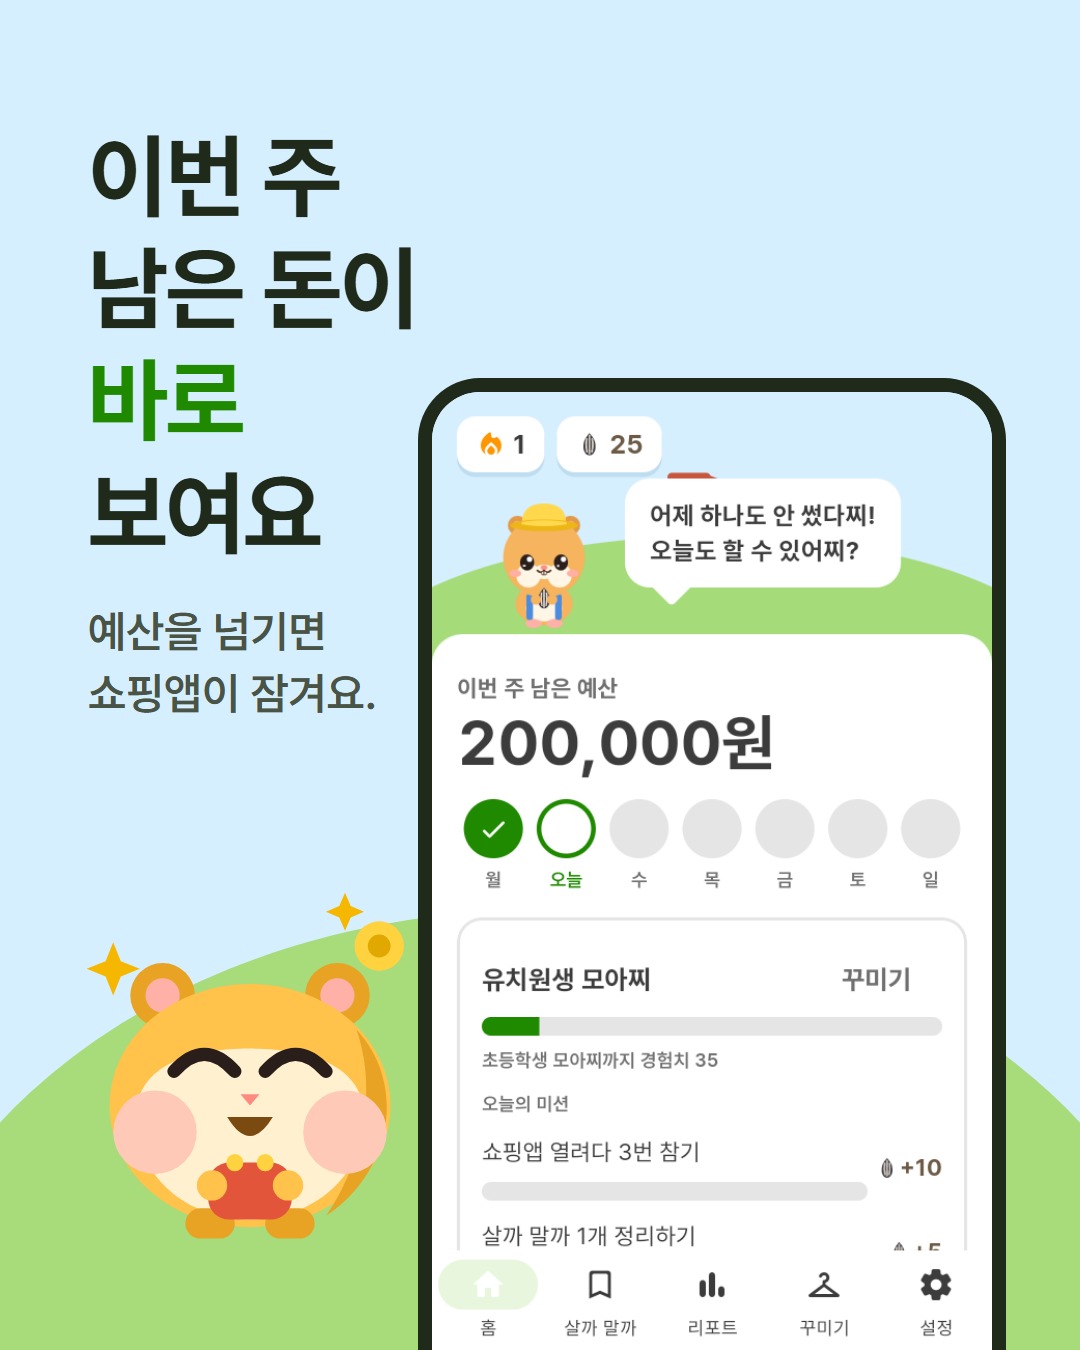 이번 주
남은 돈이
바로
보여요
예산을 넘기면
쇼핑앱이 잠겨요.
1
25
어제 하나도 안 썼다찌!
오늘도 할 수 있어찌?
이번 주 남은 예산
200,000원
월 오늘 수 목 금 토 일
유치원생 모아찌 꾸미기
초등학생 모아찌까지 경험치 35
오늘의 미션
쇼핑앱 열려다 3번 참기
+10
살까 말까 1개 정리하기
+5
홈 살까 말까 리포트 꾸미기 설정